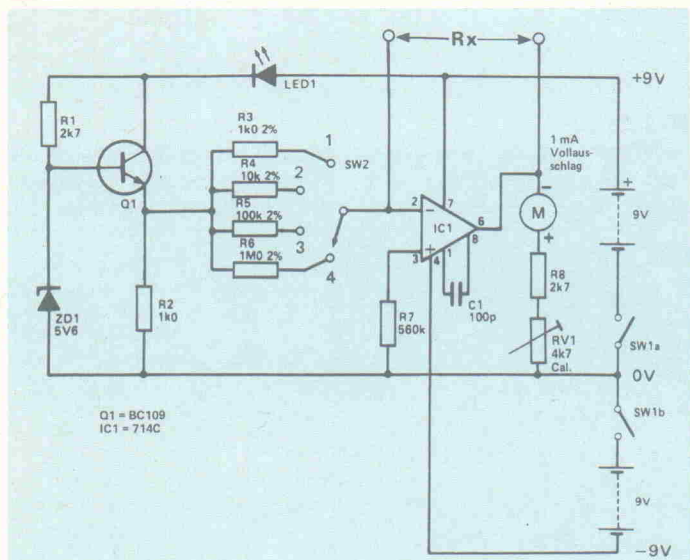 Rx
+9V
LED1
R1
2k7
Q1
R3
1k0 2%
R4
10k 2%
R5
100k 2%
R6
1M0 2%
1
2
3
4
SW2
2
3
7
6
4
1
8
−
+
IC1
C1
100p
1 mA
Vollaus-
schlag
−
M
+
R8
2k7
RV1
4k7
Cal.
+
9V
SW1a
0V
SW1b
9V
−9V
R7
560k
R2
1k0
ZD1
5V6
Q1 = BC109
IC1 = 714C